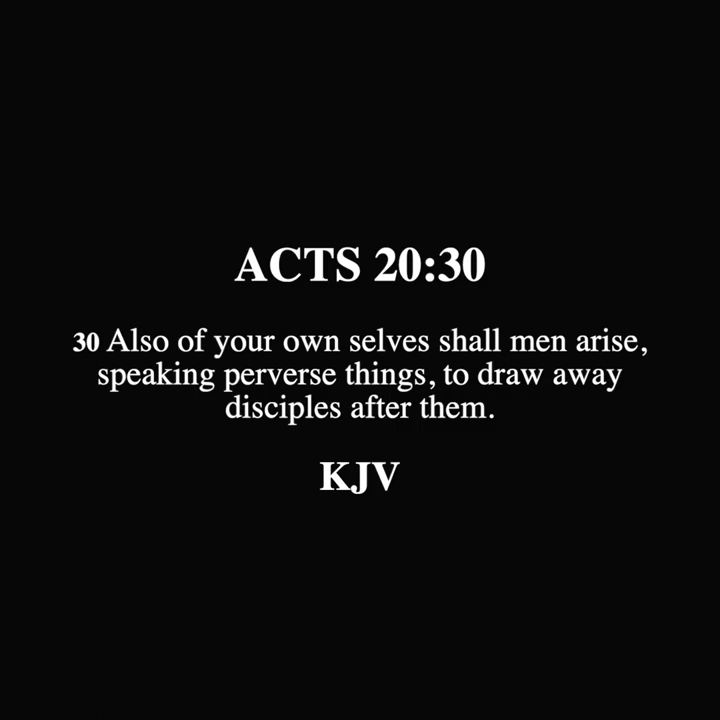 ACTS 20:30
30 Also of your own selves shall men arise,
speaking perverse things, to draw away
disciples after them.
KJV